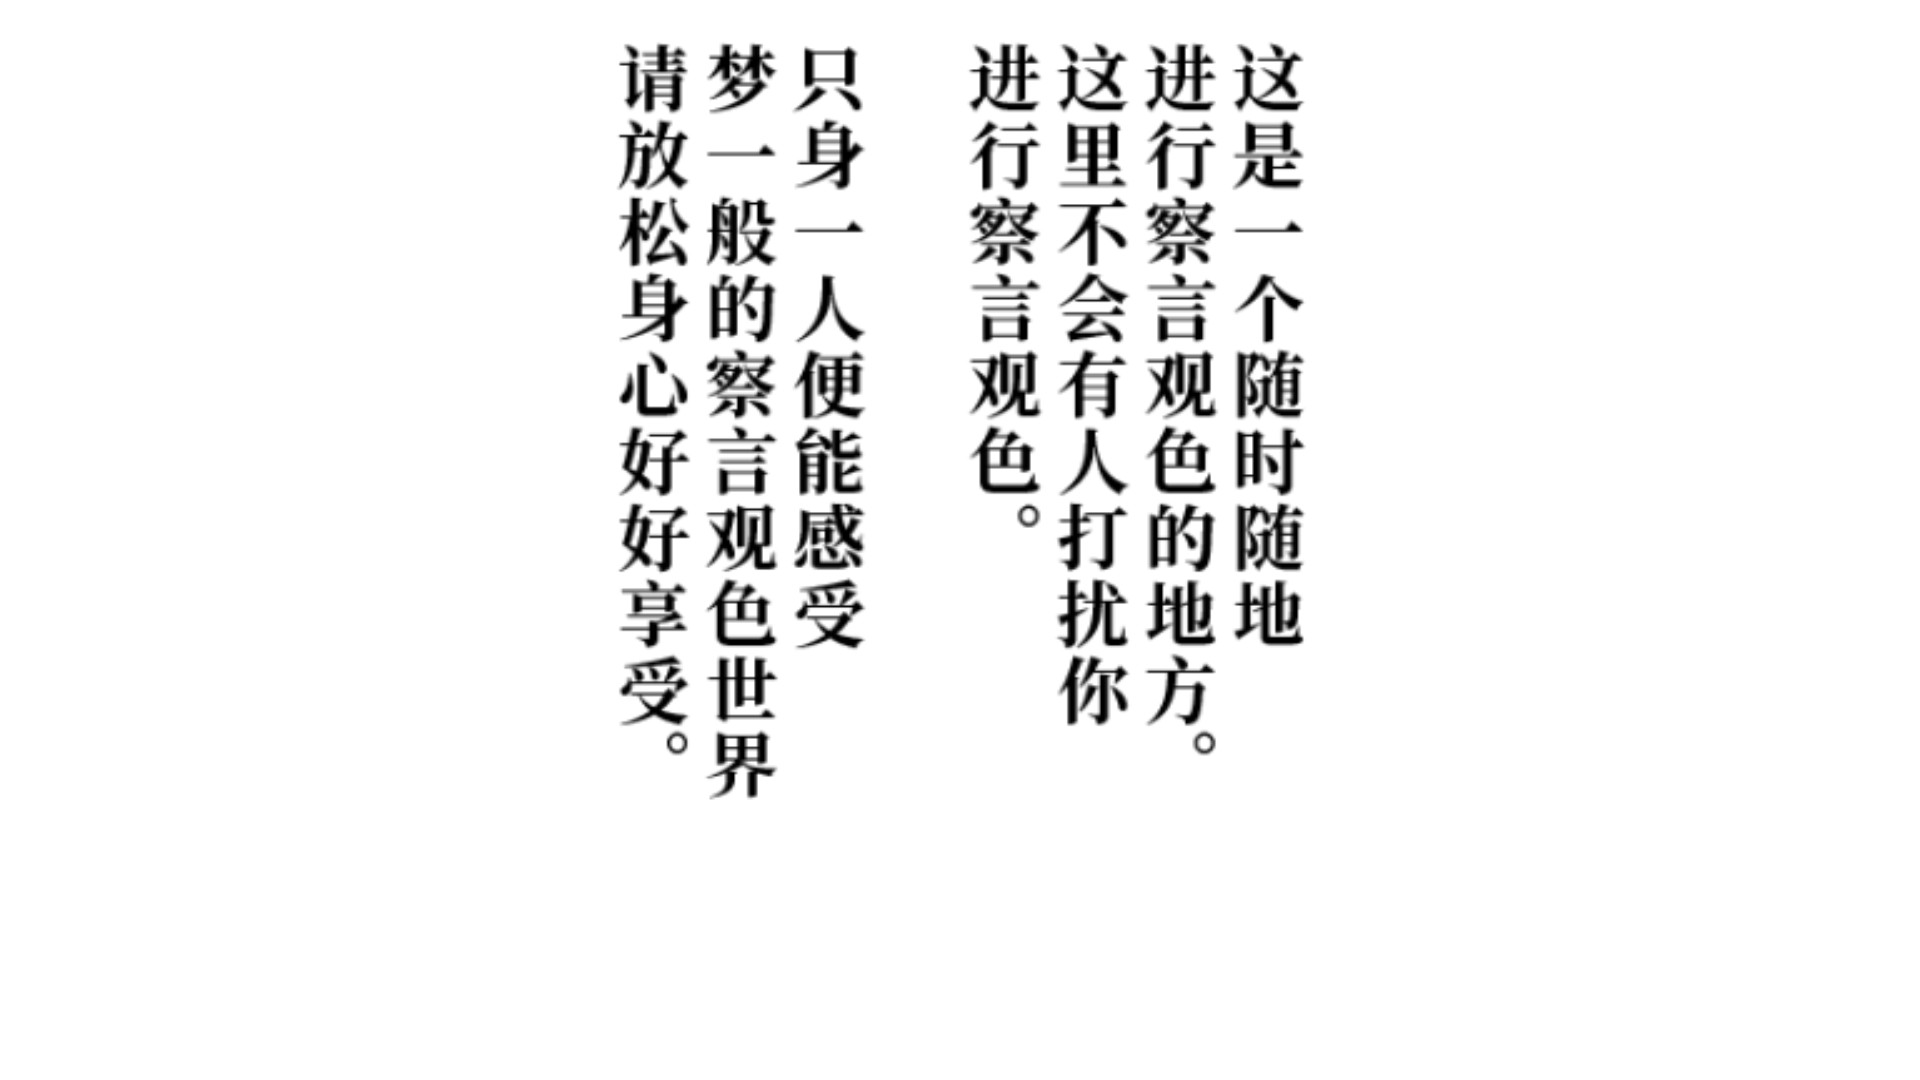 这是一个随时随地
进行察言观色的地方。
这里不会有人打扰你
进行察言观色。
只身一人便能感受
梦一般的察言观色世界
请放松身心好好享受。